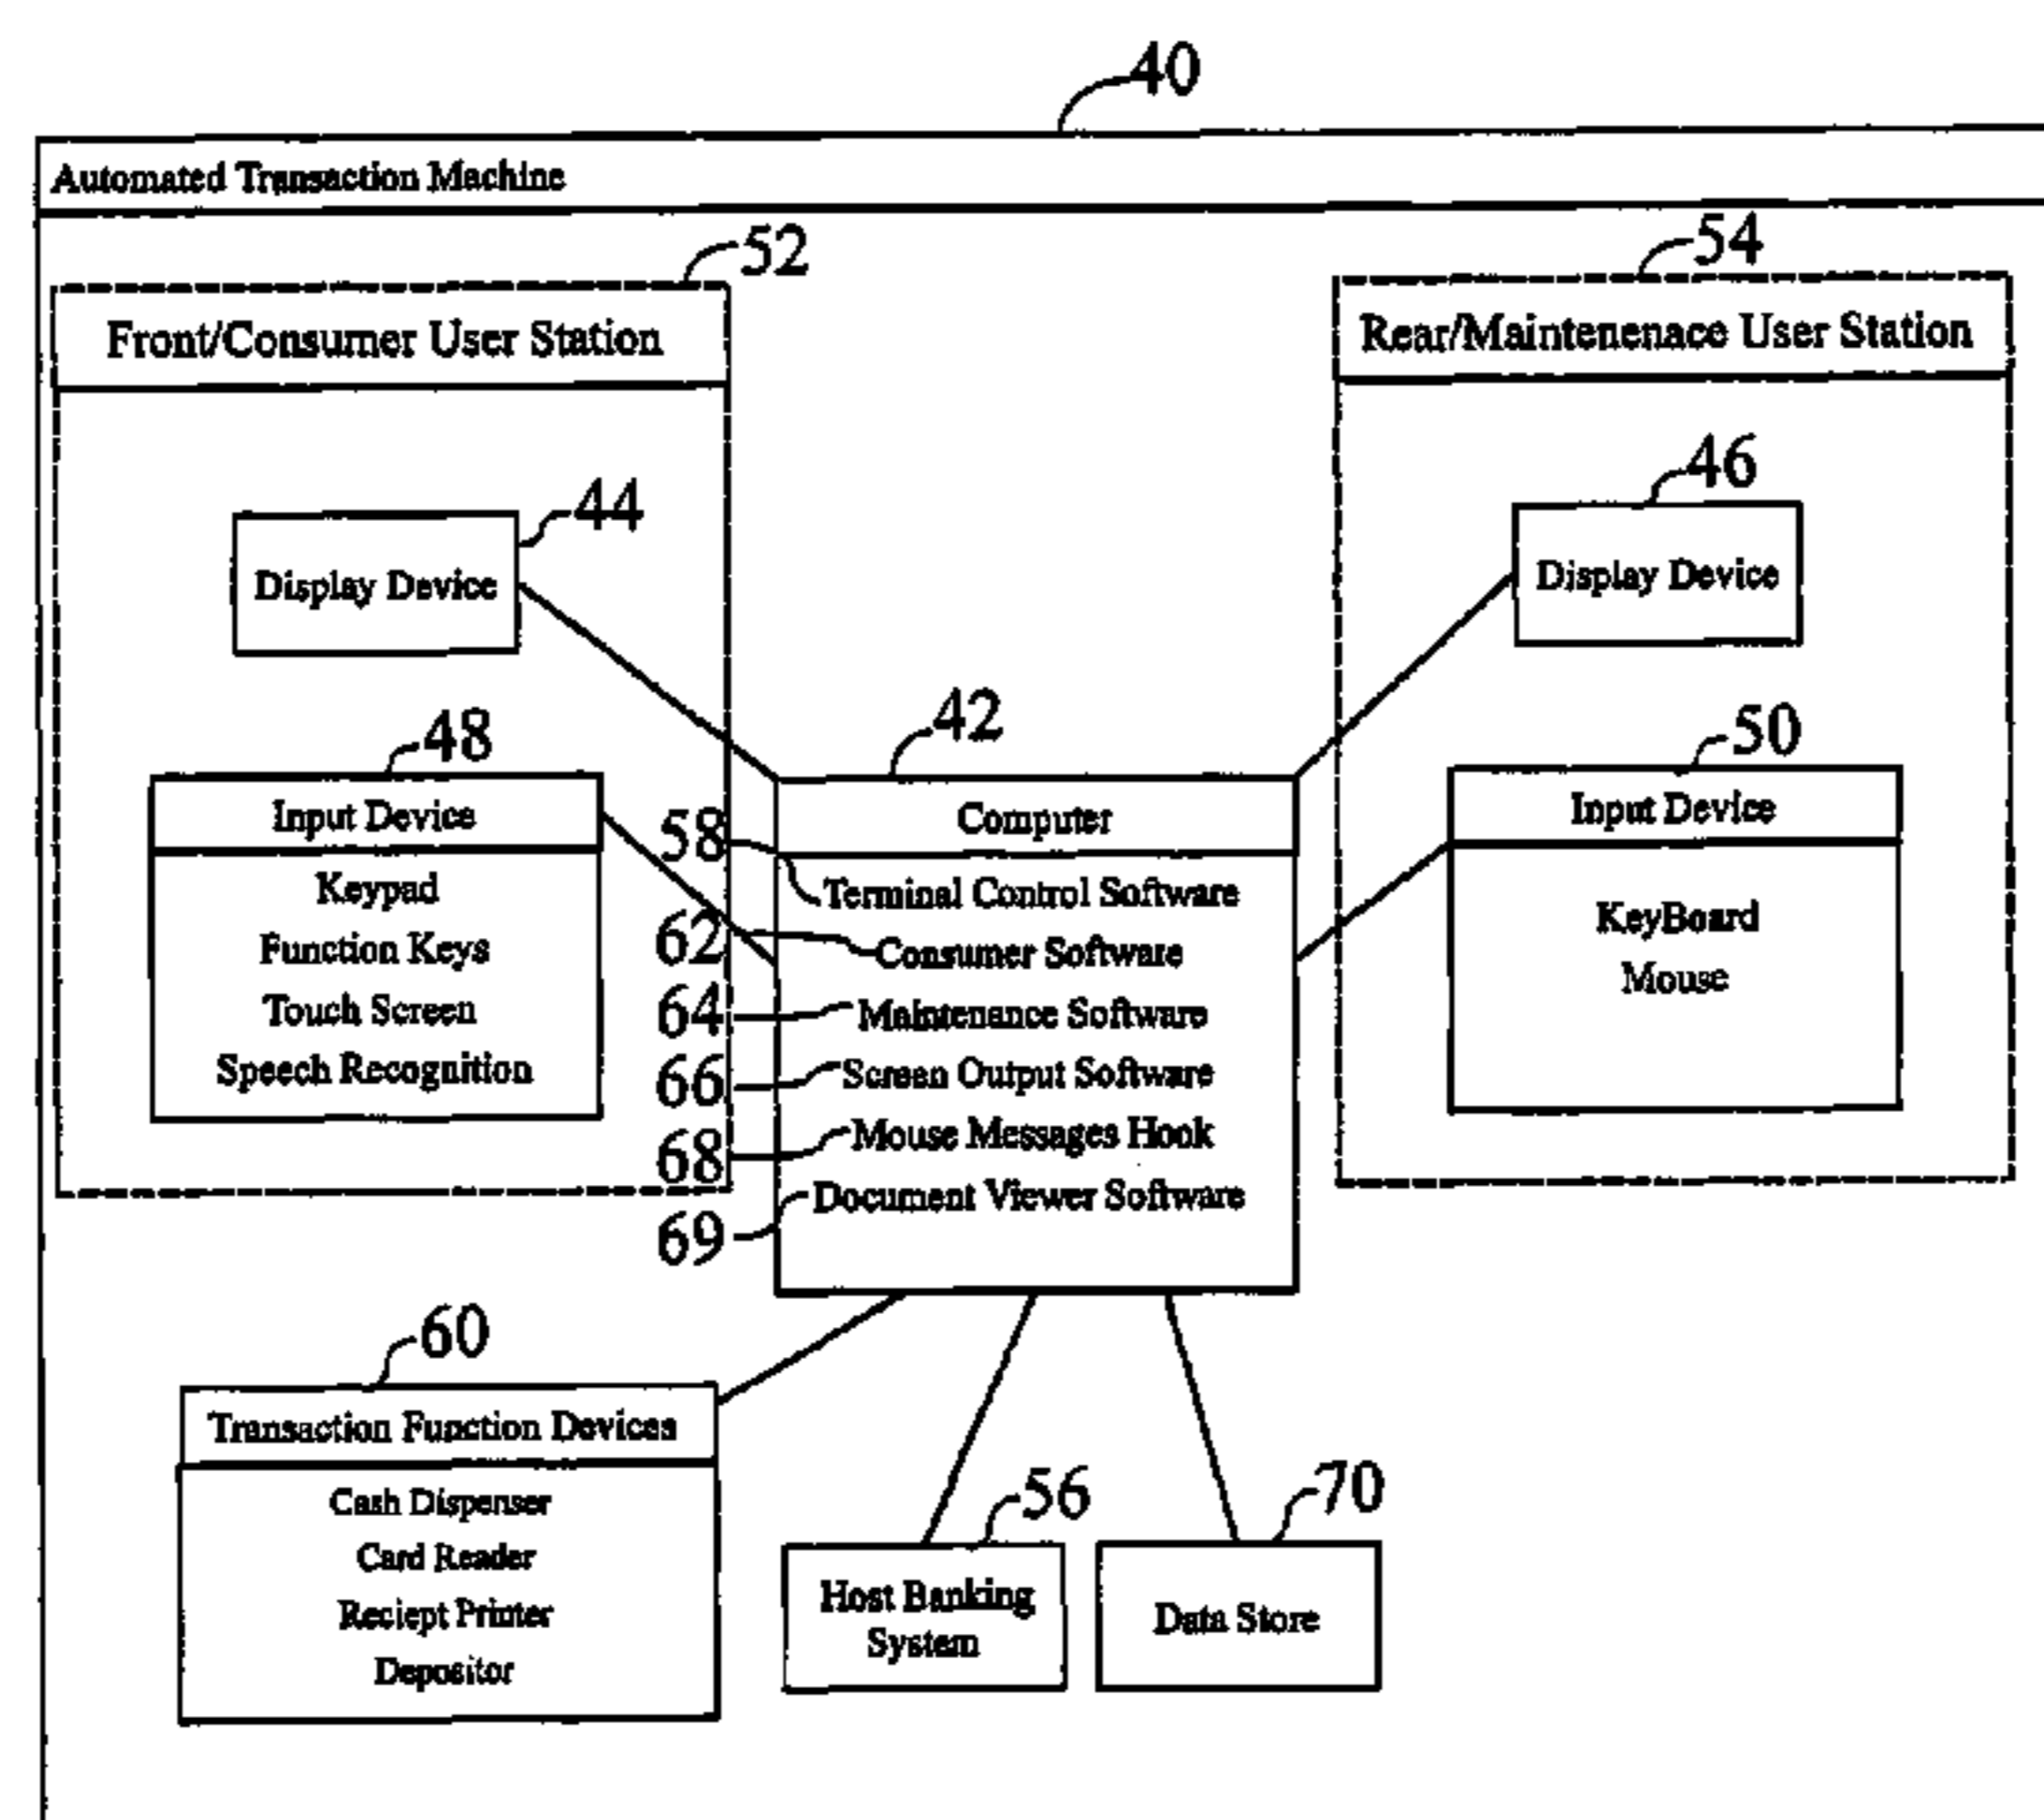 40
Automated Transaction Machine
52
54
Front/Consumer User Station
Rear/Maintenenace User Station
44
Display Device
46
Display Device
48
Input Device
Keypad
Function Keys
Touch Screen
Speech Recognition
42
Computer
58
Terminal Control Software
62
Consumer Software
64
Maintenance Software
66
Screen Output Software
68
Mouse Messages Hook
69
Document Viewer Software
50
Input Device
KeyBoard
Mouse
60
Transaction Function Devices
Cash Dispenser
Card Reader
Reciept Printer
Depositor
56
Host Banking
System
70
Data Store